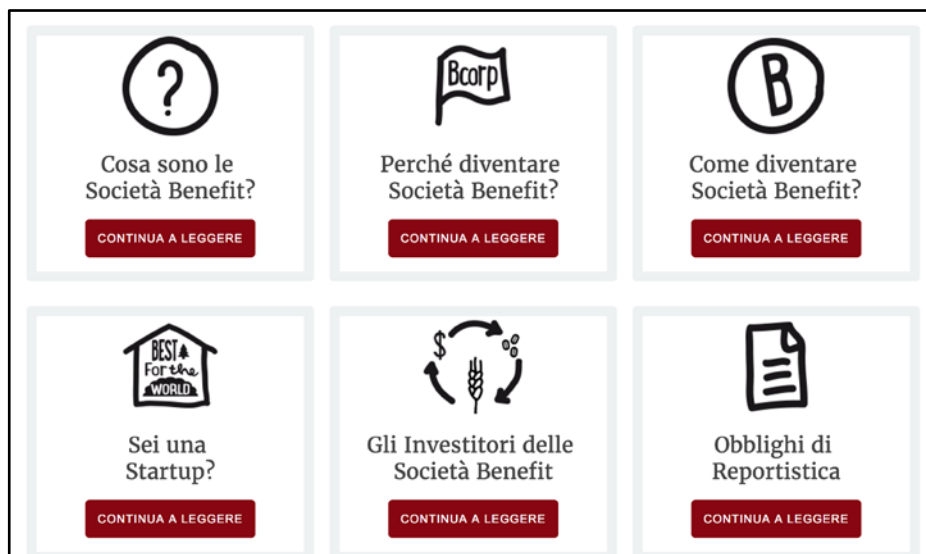 ?
Bcorp
B
Cosa sono le
Società Benefit?
Perché diventare
Società Benefit?
Come diventare
Società Benefit?
CONTINUA A LEGGERE
CONTINUA A LEGGERE
CONTINUA A LEGGERE
BEST
For the
WORLD
$
Sei una
Startup?
Gli Investitori delle
Società Benefit
Obblighi di
Reportistica
CONTINUA A LEGGERE
CONTINUA A LEGGERE
CONTINUA A LEGGERE